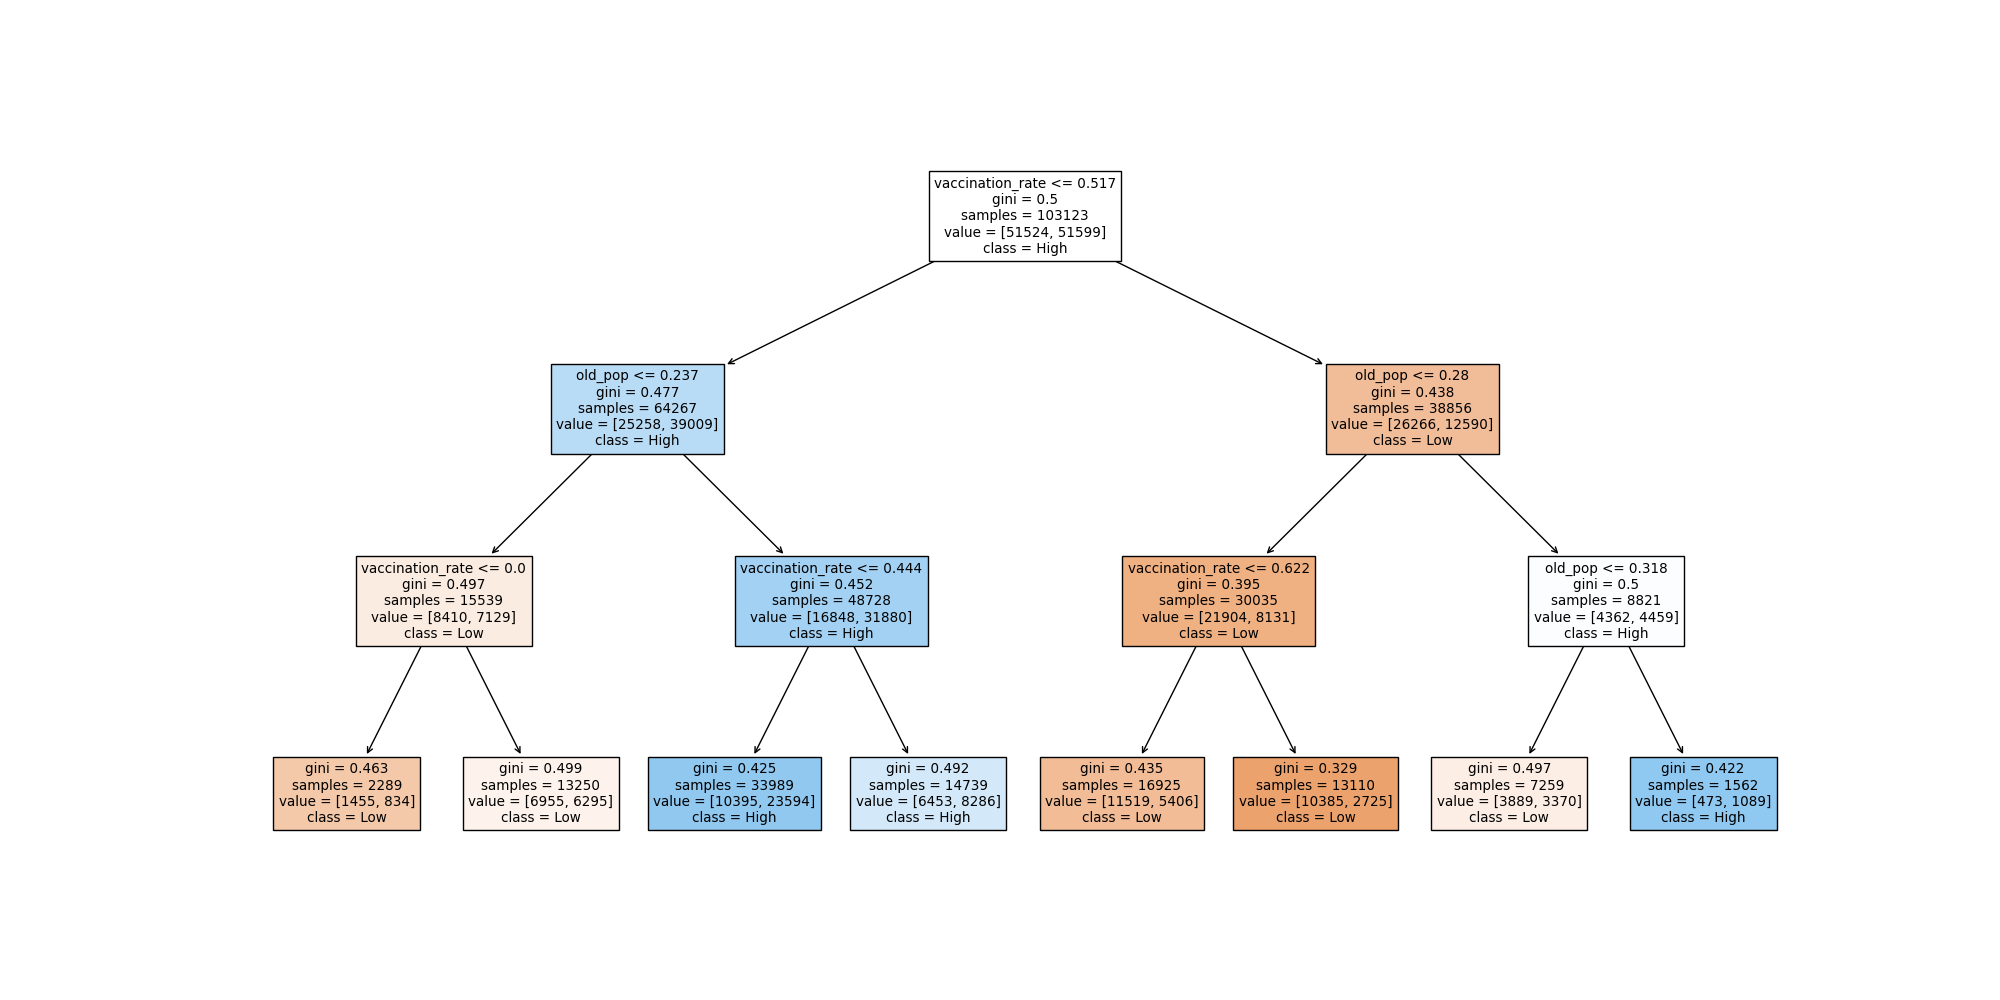 vaccination_rate <= 0.517
gini = 0.5
samples = 103123
value = [51524, 51599]
class = High
old_pop <= 0.237
gini = 0.477
samples = 64267
value = [25258, 39009]
class = High
old_pop <= 0.28
gini = 0.438
samples = 38856
value = [26266, 12590]
class = Low
vaccination_rate <= 0.0
gini = 0.497
samples = 15539
value = [8410, 7129]
class = Low
vaccination_rate <= 0.444
gini = 0.452
samples = 48728
value = [16848, 31880]
class = High
vaccination_rate <= 0.622
gini = 0.395
samples = 30035
value = [21904, 8131]
class = Low
old_pop <= 0.318
gini = 0.5
samples = 8821
value = [4362, 4459]
class = High
gini = 0.463
samples = 2289
value = [1455, 834]
class = Low
gini = 0.499
samples = 13250
value = [6955, 6295]
class = Low
gini = 0.425
samples = 33989
value = [10395, 23594]
class = High
gini = 0.492
samples = 14739
value = [6453, 8286]
class = High
gini = 0.435
samples = 16925
value = [11519, 5406]
class = Low
gini = 0.329
samples = 13110
value = [10385, 2725]
class = Low
gini = 0.497
samples = 7259
value = [3889, 3370]
class = Low
gini = 0.422
samples = 1562
value = [473, 1089]
class = High